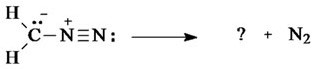 H
C̈⁻–N⁺≡N: ⟶ ? + N₂
H